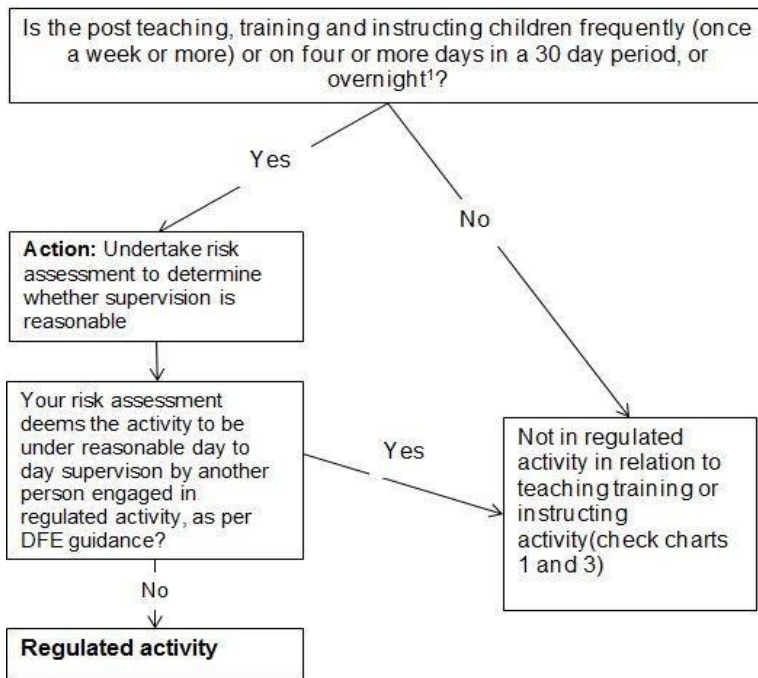 Is the post teaching, training and instructing children frequently (once
a week or more) or on four or more days in a 30 day period, or
overnight¹?
Yes
No
Action: Undertake risk
assessment to determine
whether supervision is
reasonable
Your risk assessment
deems the activity to be
under reasonable day to
day supervison by another
person engaged in
regulated activity, as per
DFE guidance?
Yes
Not in regulated
activity in relation to
teaching training or
instructing
activity(check charts
1 and 3)
No
Regulated activity